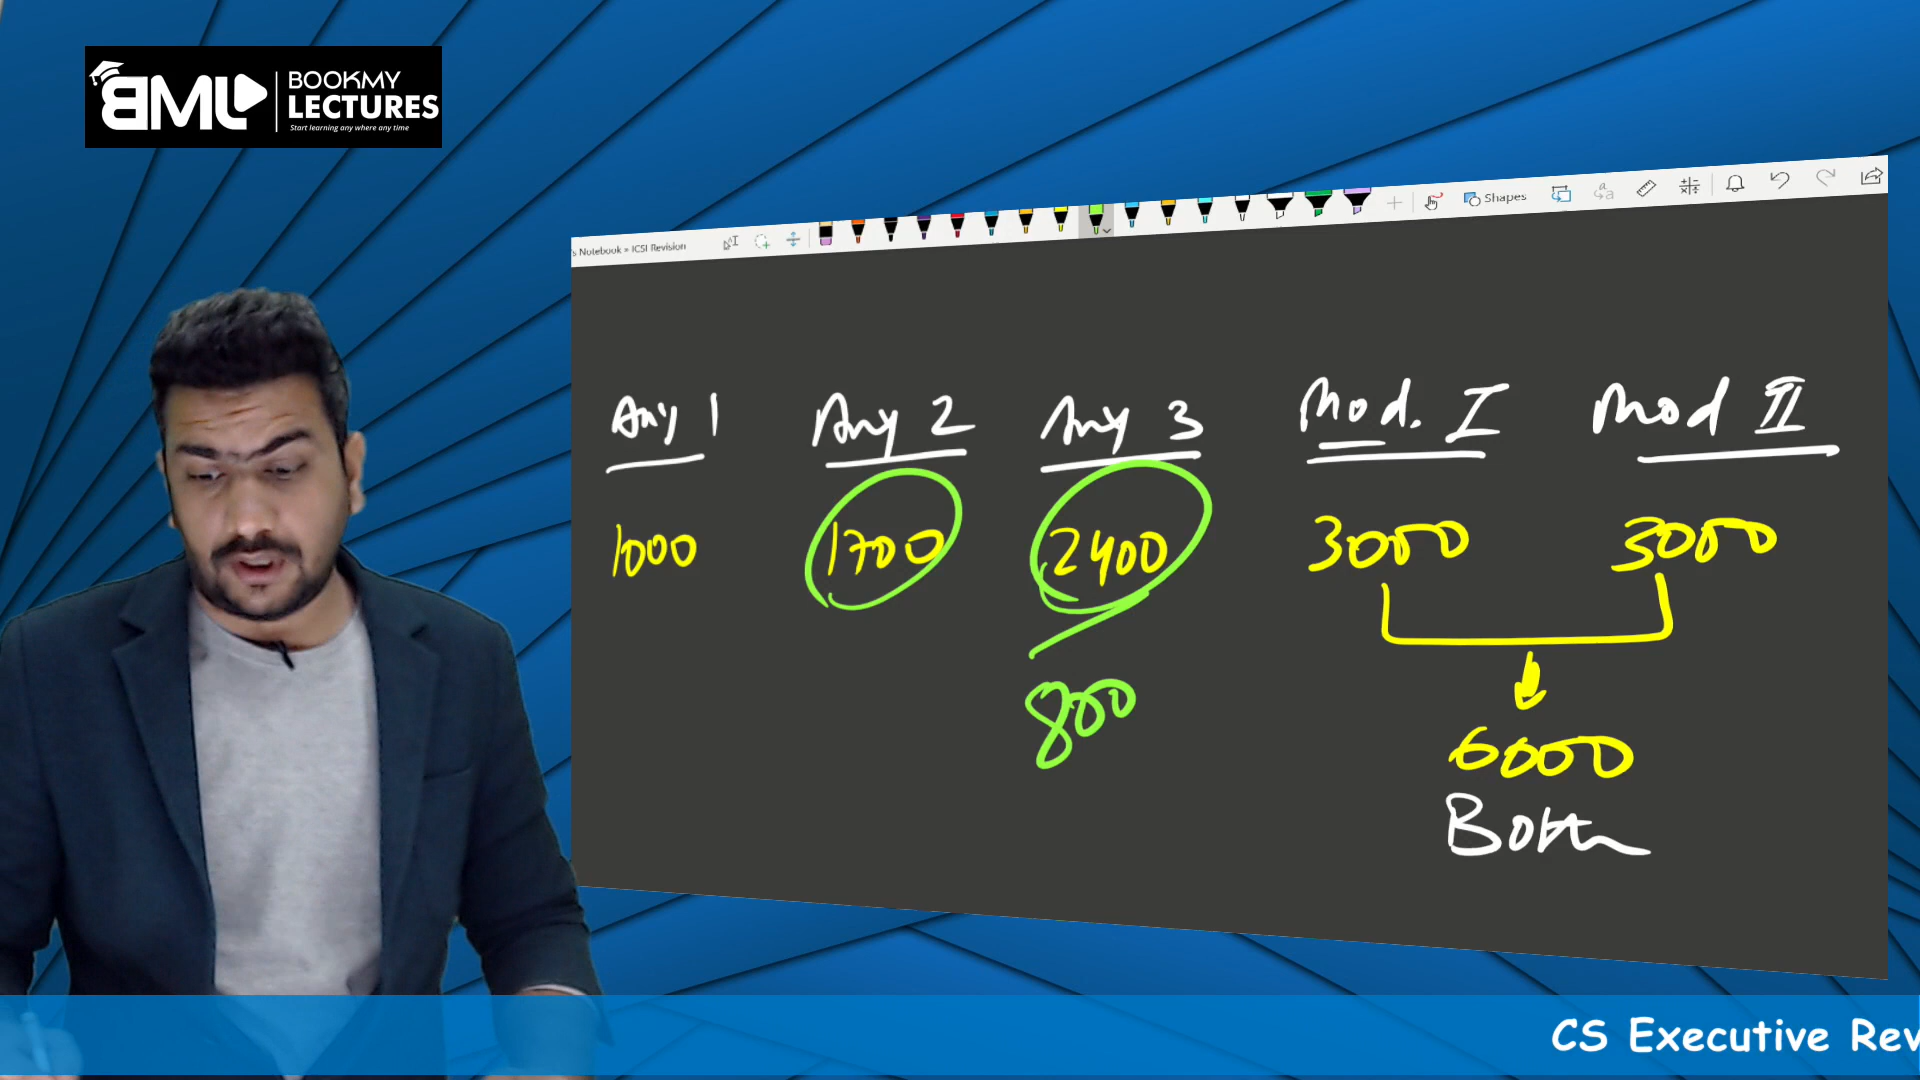 BML
BOOKMY
LECTURES
Start learning any where any time
's Notebook » ICSI Revision
Shapes
Any 1
Any 2
Any 3
Mod. I
Mod II
1000
1700
2400
3000
3000
800
6000
Both
CS Executive Rev